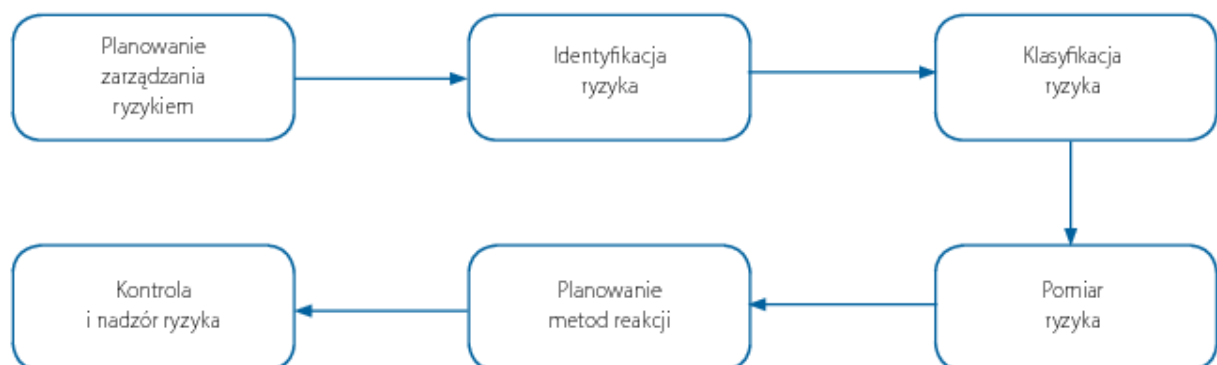 Planowanie
zarządzania
ryzykiem
Identyfikacja
ryzyka
Klasyfikacja
ryzyka
Pomiar
ryzyka
Planowanie
metod reakcji
Kontrola
i nadzór ryzyka